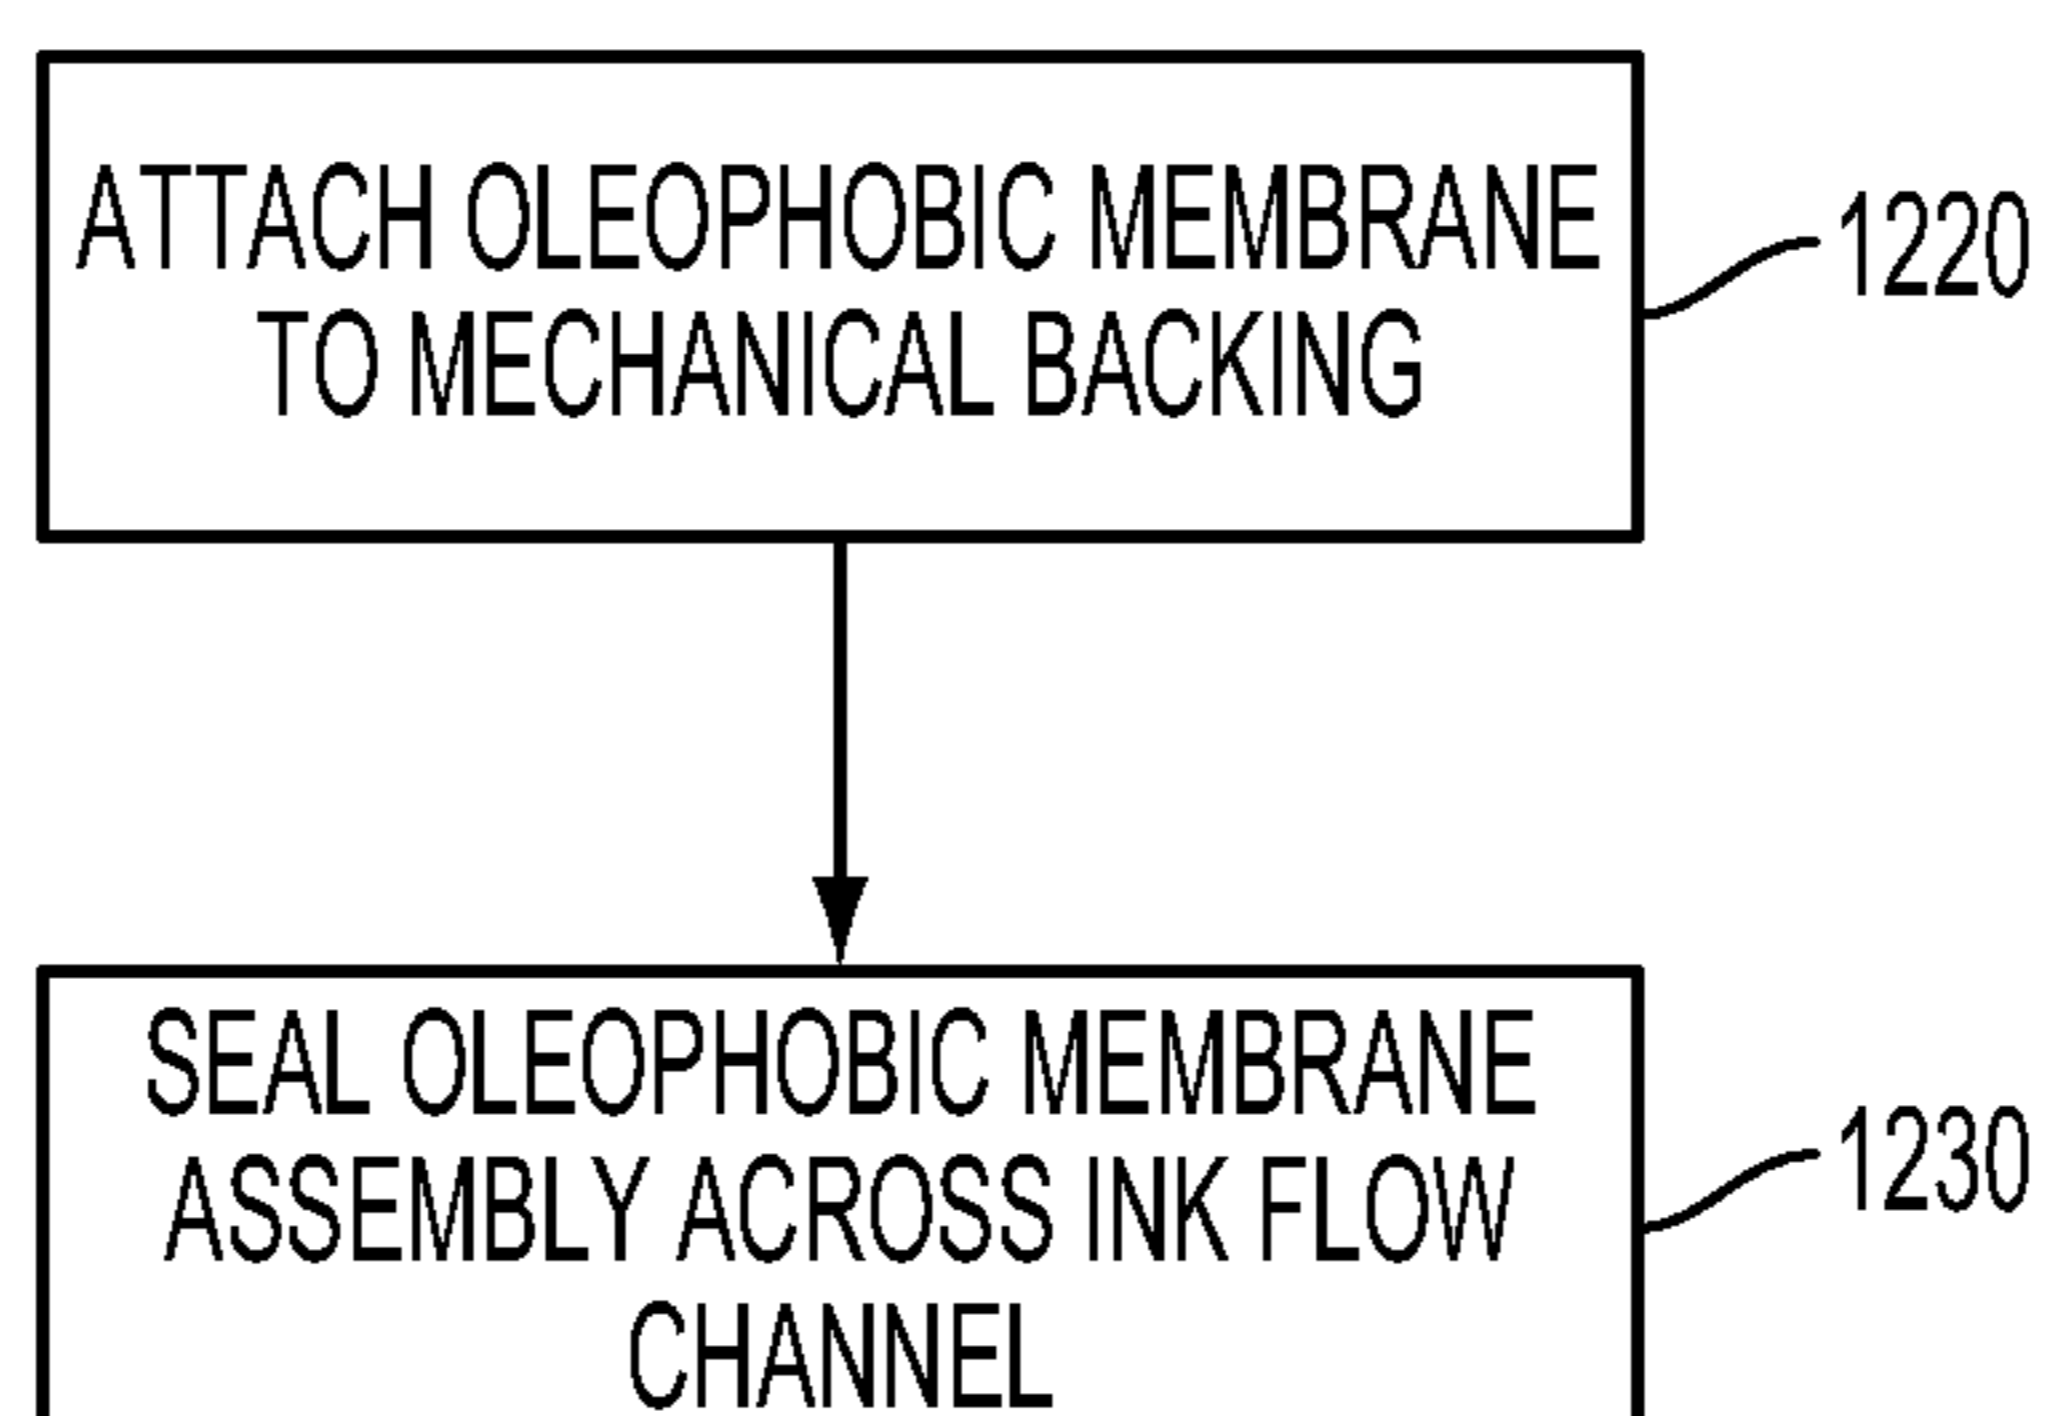 ATTACH OLEOPHOBIC MEMBRANE
TO MECHANICAL BACKING
1220
SEAL OLEOPHOBIC MEMBRANE
ASSEMBLY ACROSS INK FLOW
CHANNEL
1230